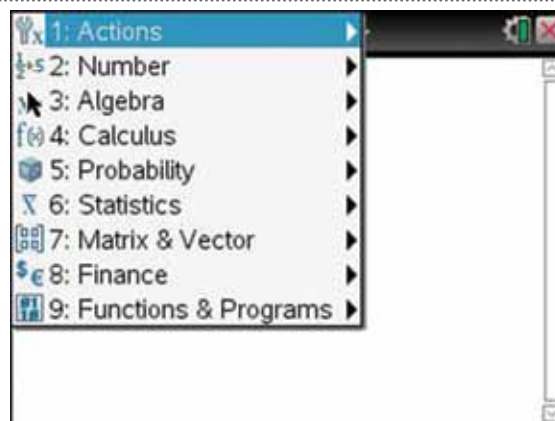 1: Actions
2: Number
3: Algebra
4: Calculus
5: Probability
6: Statistics
7: Matrix & Vector
8: Finance
9: Functions & Programs